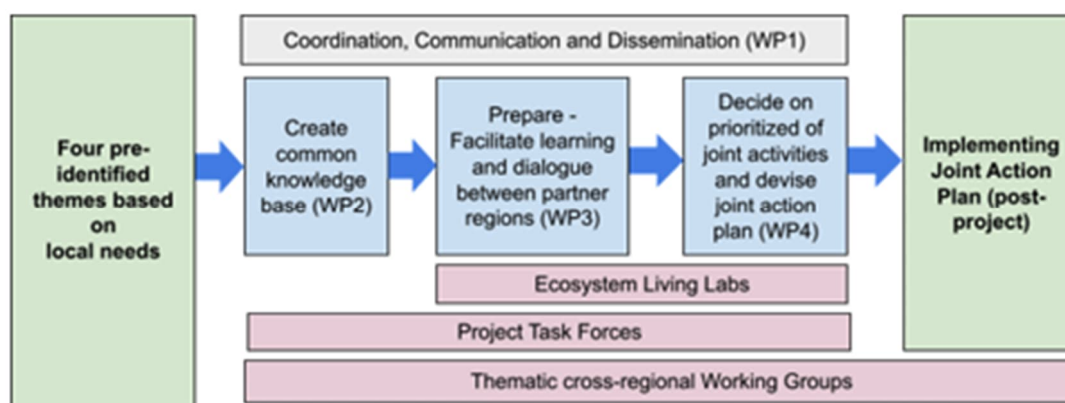 Four pre-
identified
themes based
on
local needs
Coordination, Communication and Dissemination (WP1)
Create
common
knowledge
base (WP2)
Prepare -
Facilitate learning
and dialogue
between partner
regions (WP3)
Decide on
prioritized of
joint activities
and devise
joint action
plan (WP4)
Implementing
Joint Action
Plan (post-
project)
Ecosystem Living Labs
Project Task Forces
Thematic cross-regional Working Groups